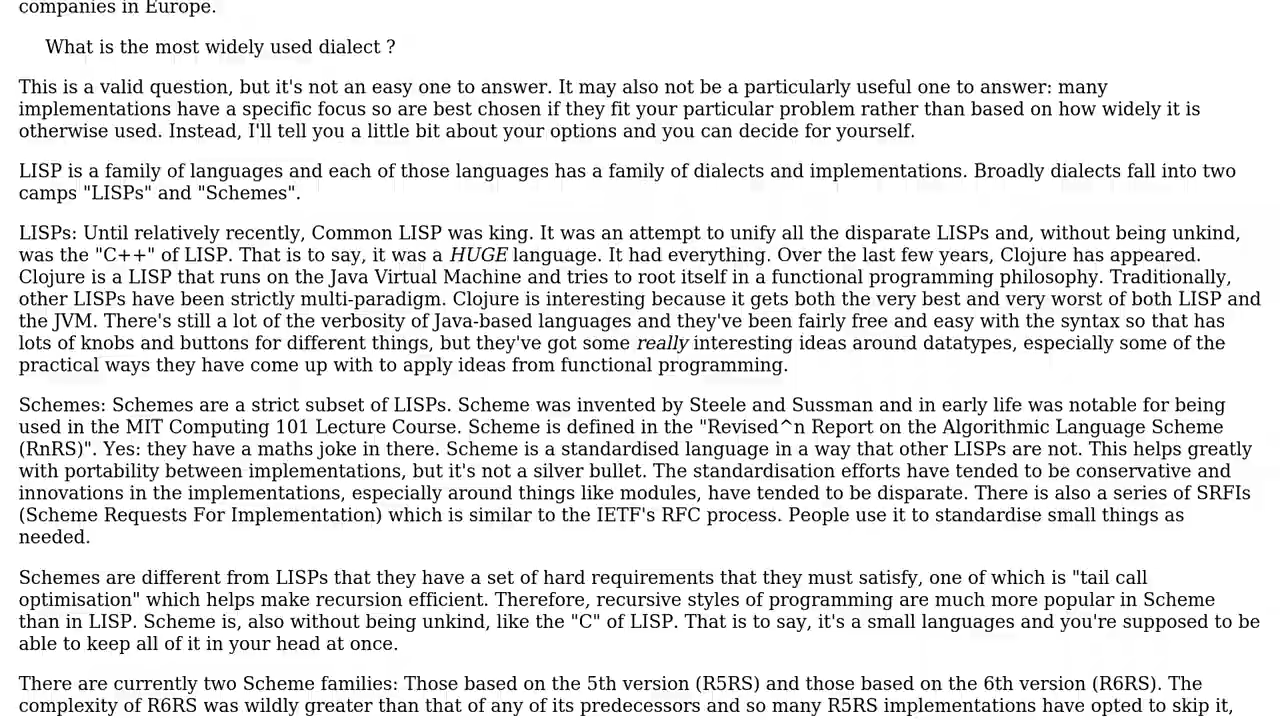 companies in Europe.
What is the most widely used dialect ?
This is a valid question, but it's not an easy one to answer. It may also not be a particularly useful one to answer: many
implementations have a specific focus so are best chosen if they fit your particular problem rather than based on how widely it is
otherwise used. Instead, I'll tell you a little bit about your options and you can decide for yourself.
LISP is a family of languages and each of those languages has a family of dialects and implementations. Broadly dialects fall into two
camps "LISPs" and "Schemes".
LISPs: Until relatively recently, Common LISP was king. It was an attempt to unify all the disparate LISPs and, without being unkind,
was the "C++" of LISP. That is to say, it was a HUGE language. It had everything. Over the last few years, Clojure has appeared.
Clojure is a LISP that runs on the Java Virtual Machine and tries to root itself in a functional programming philosophy. Traditionally,
other LISPs have been strictly multi-paradigm. Clojure is interesting because it gets both the very best and very worst of both LISP and
the JVM. There's still a lot of the verbosity of Java-based languages and they've been fairly free and easy with the syntax so that has
lots of knobs and buttons for different things, but they've got some really interesting ideas around datatypes, especially some of the
practical ways they have come up with to apply ideas from functional programming.
Schemes: Schemes are a strict subset of LISPs. Scheme was invented by Steele and Sussman and in early life was notable for being
used in the MIT Computing 101 Lecture Course. Scheme is defined in the "Revised^n Report on the Algorithmic Language Scheme
(RnRS)". Yes: they have a maths joke in there. Scheme is a standardised language in a way that other LISPs are not. This helps greatly
with portability between implementations, but it's not a silver bullet. The standardisation efforts have tended to be conservative and
innovations in the implementations, especially around things like modules, have tended to be disparate. There is also a series of SRFIs
(Scheme Requests For Implementation) which is similar to the IETF's RFC process. People use it to standardise small things as
needed.
Schemes are different from LISPs that they have a set of hard requirements that they must satisfy, one of which is "tail call
optimisation" which helps make recursion efficient. Therefore, recursive styles of programming are much more popular in Scheme
than in LISP. Scheme is, also without being unkind, like the "C" of LISP. That is to say, it's a small languages and you're supposed to be
able to keep all of it in your head at once.
There are currently two Scheme families: Those based on the 5th version (R5RS) and those based on the 6th version (R6RS). The
complexity of R6RS was wildly greater than that of any of its predecessors and so many R5RS implementations have opted to skip it,